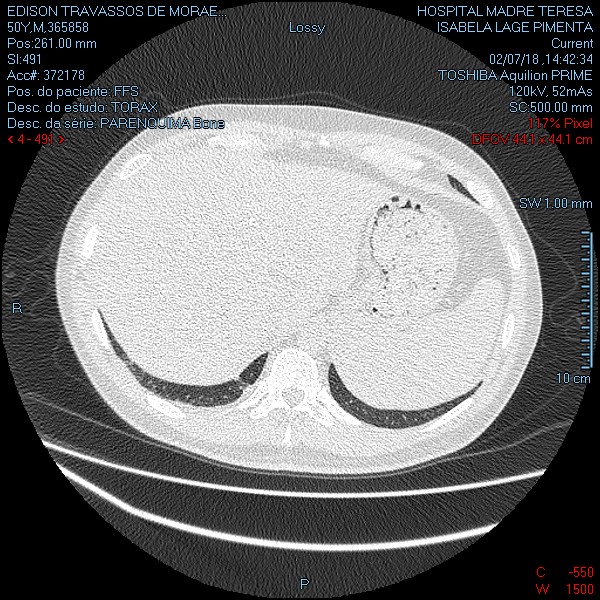 EDISON TRAVASSOS DE MORAE...
50Y,M,365858
Pos:261.00 mm
SI:491
Acc#: 372178
Pos. do paciente: FFS
Desc. do estudo: TORAX
Desc. da série: PARENQUIMA Bone
< 4 - 491 >
Lossy
HOSPITAL MADRE TERESA
ISABELA LAGE PIMENTA
Current
02/07/18 ,14:42:34
TOSHIBA Aquilion PRIME
120kV, 52mAs
SC:500.00 mm
117% Pixel
DFOV 44.1 x 44.1 cm
SW 1.00 mm
R
10 cm
P
C -550
W 1500